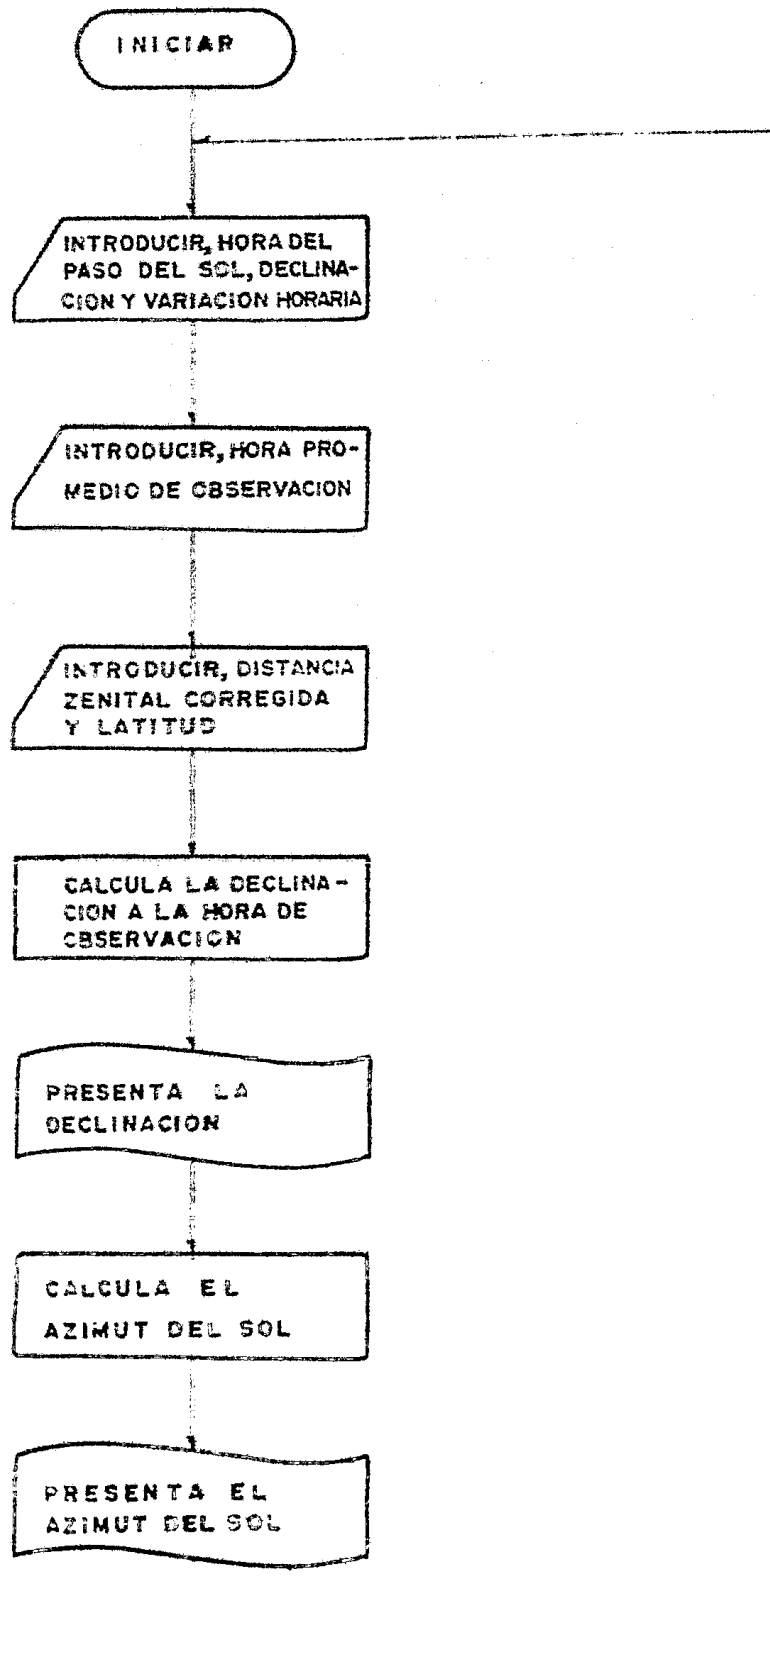 INICIAR
INTRODUCIR, HORA DEL
PASO DEL SOL, DECLINA-
CION Y VARIACION HORARIA
INTRODUCIR, HORA PRO-
MEDIO DE OBSERVACION
INTRODUCIR, DISTANCIA
ZENITAL CORREGIDA
Y LATITUD
CALCULA LA DECLINA-
CION A LA HORA DE
OBSERVACION
PRESENTA LA
DECLINACION
CALCULA EL
AZIMUT DEL SOL
PRESENTA EL
AZIMUT DEL SOL